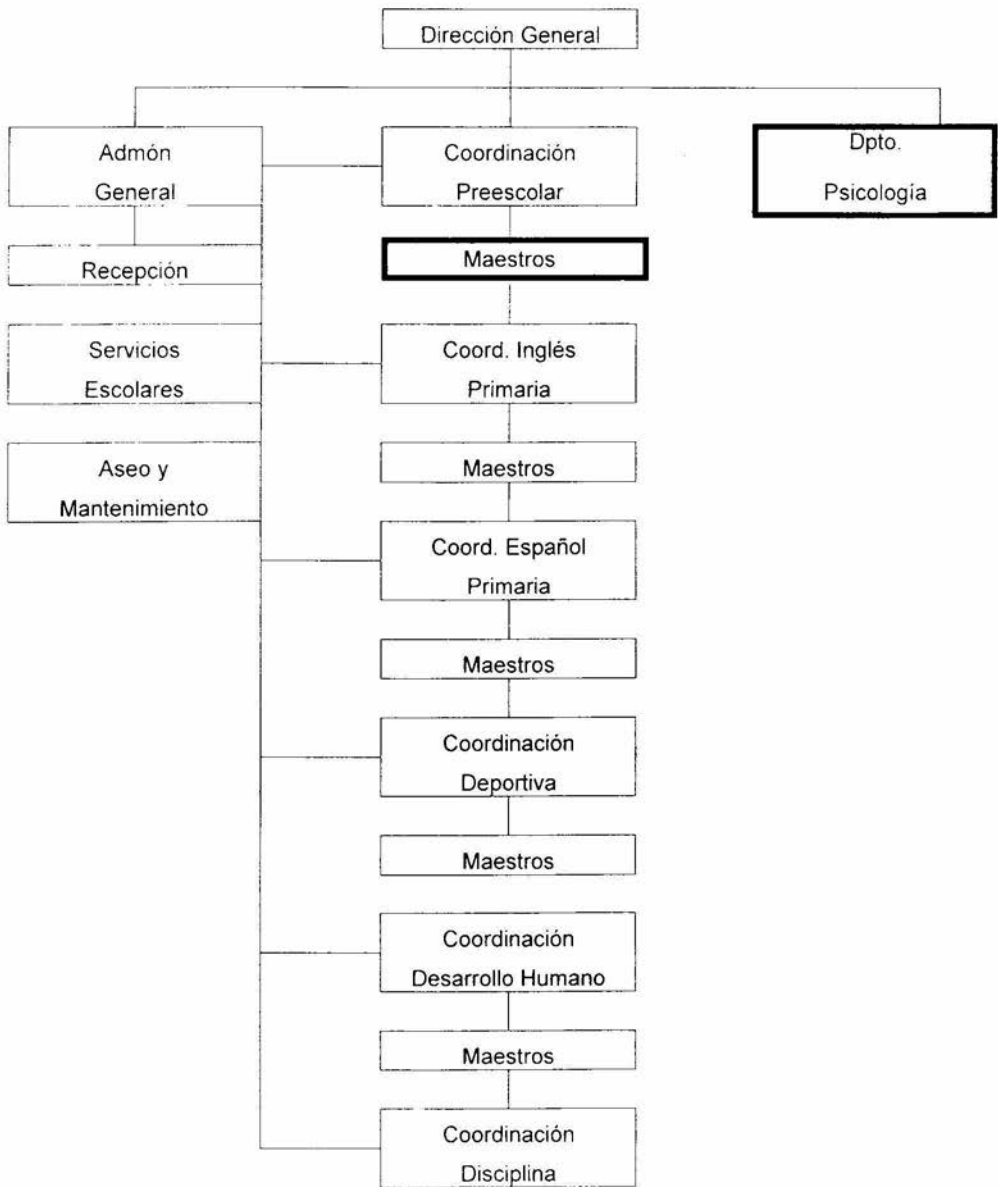 Dirección General
Admón
General
Coordinación
Preescolar
Dpto.
Psicología
Recepción
Maestros
Servicios
Escolares
Coord. Inglés
Primaria
Aseo y
Mantenimiento
Maestros
Coord. Español
Primaria
Maestros
Coordinación
Deportiva
Maestros
Coordinación
Desarrollo Humano
Maestros
Coordinación
Disciplina